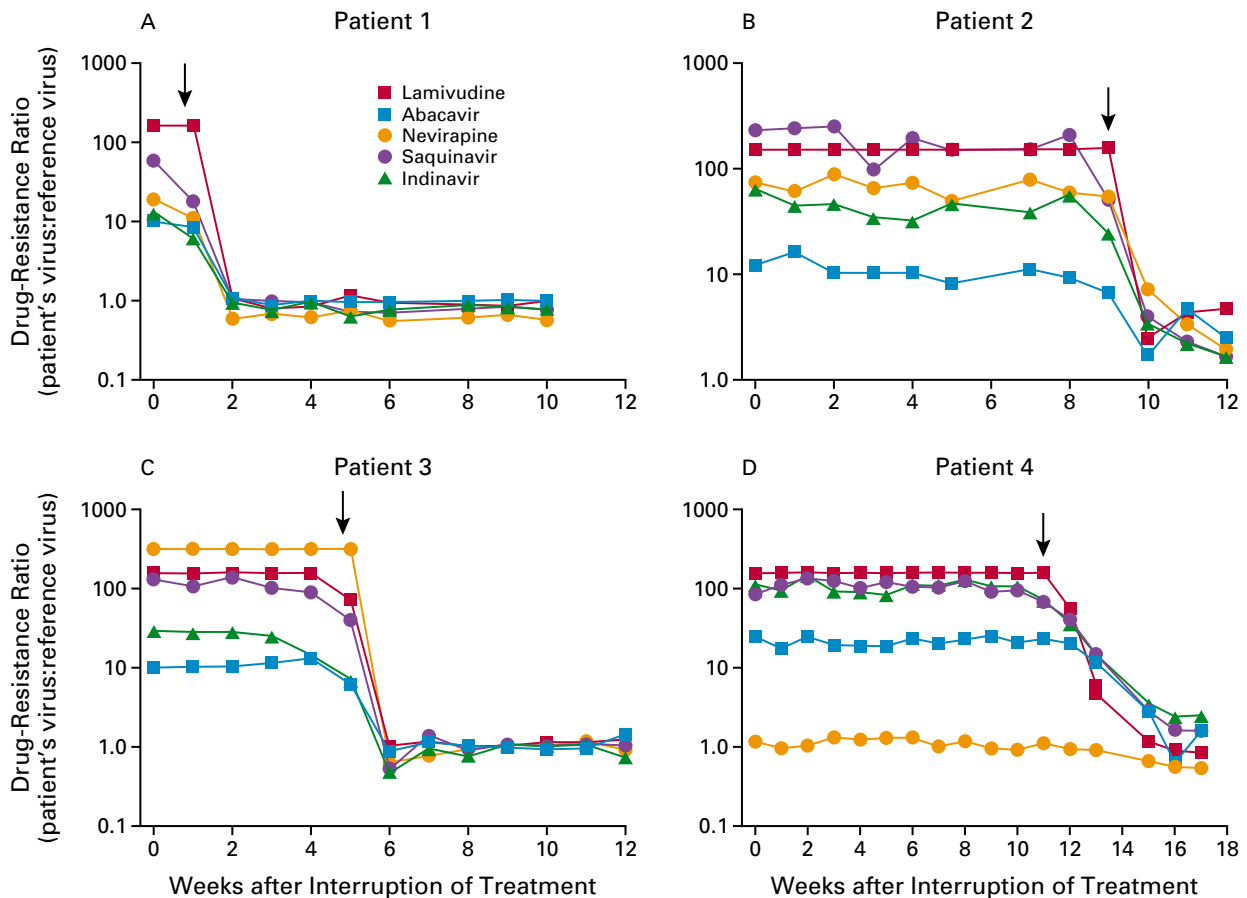 A
Patient 1
Drug-Resistance Ratio
(patient's virus:reference virus)
1000
100
10
1.0
0.1
Lamivudine
Abacavir
Nevirapine
Saquinavir
Indinavir
0 2 4 6 8 10 12
B
Patient 2
1000
100
10
1.0
0 2 4 6 8 10 12
C
Patient 3
Drug-Resistance Ratio
(patient's virus:reference virus)
1000
100
10
1.0
0.1
0 2 4 6 8 10 12
Weeks after Interruption of Treatment
D
Patient 4
1000
100
10
1.0
0.1
0 2 4 6 8 10 12 14 16 18
Weeks after Interruption of Treatment